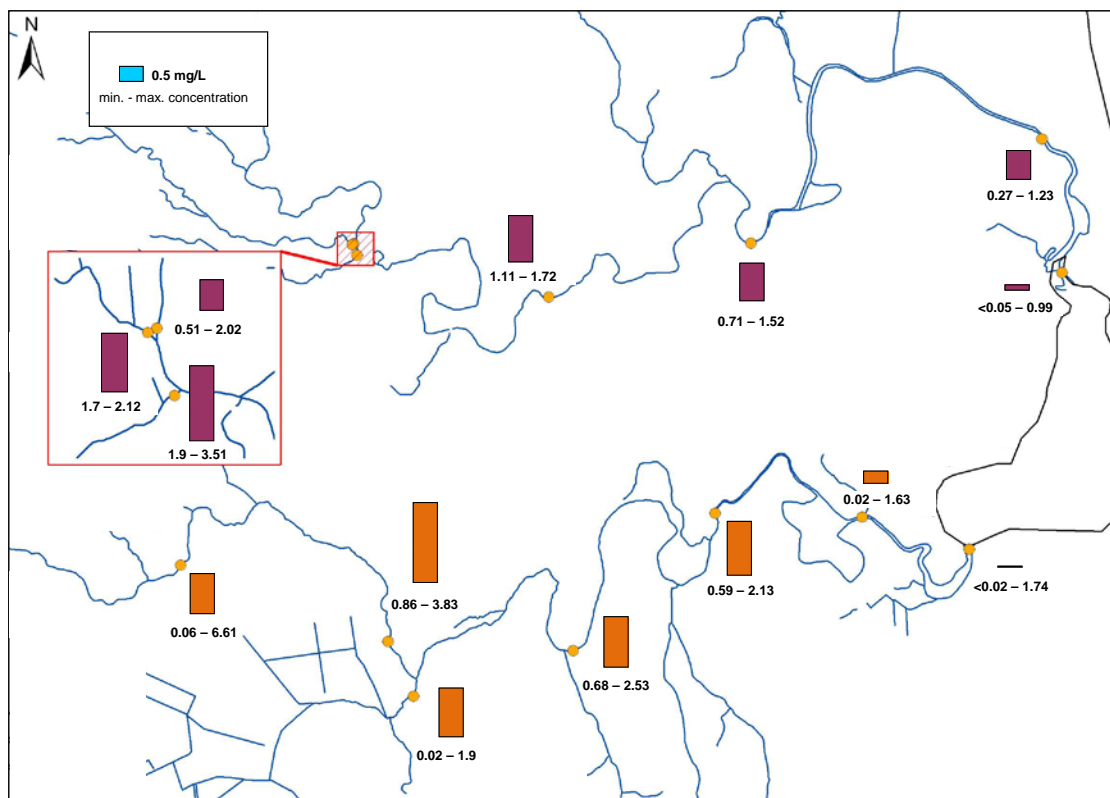 N
0.5 mg/L
min. - max. concentration
0.27 – 1.23
1.11 – 1.72
<0.05 – 0.99
0.71 – 1.52
0.51 – 2.02
1.7 – 2.12
1.9 – 3.51
0.02 – 1.63
<0.02 – 1.74
0.59 – 2.13
0.86 – 3.83
0.06 – 6.61
0.68 – 2.53
0.02 – 1.9